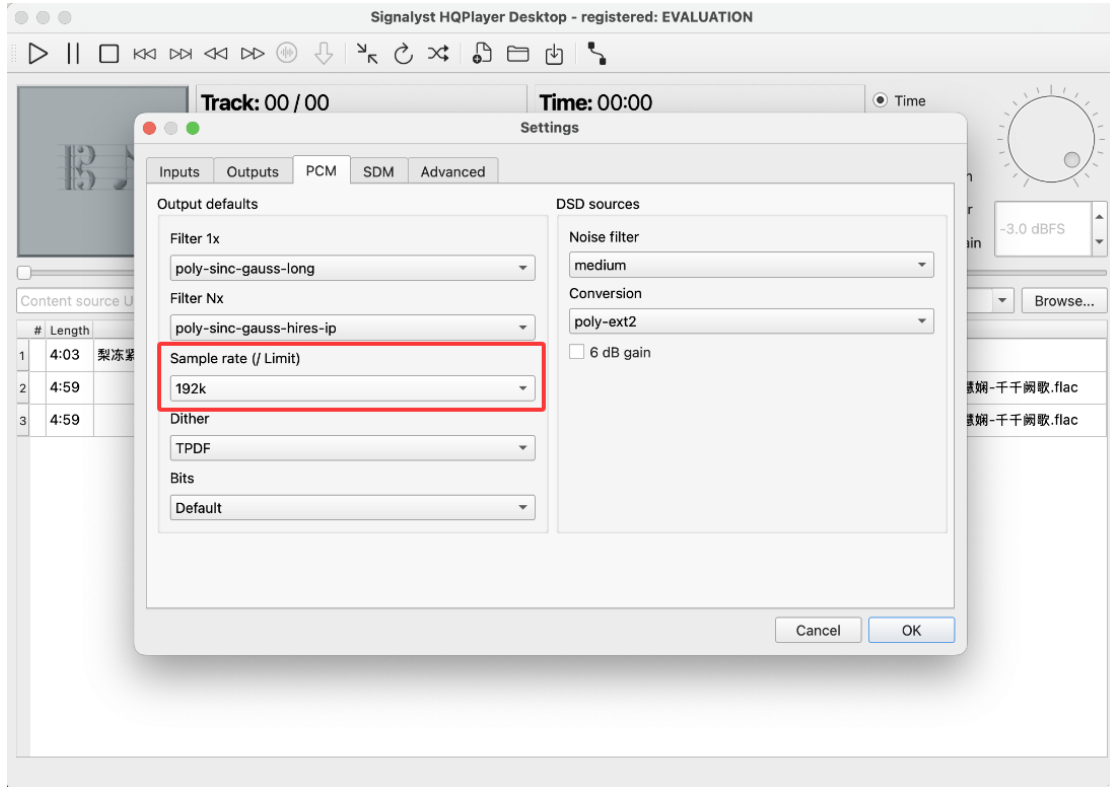 Signalyst HQPlayer Desktop - registered: EVALUATION
Track: 00 / 00
Time: 00:00
Time
Settings
Inputs
Outputs
PCM
SDM
Advanced
Output defaults
DSD sources
Filter 1x
Noise filter
-3.0 dBFS
poly-sinc-gauss-long
medium
Filter Nx
Conversion
Content source U
Browse...
poly-sinc-gauss-hires-ip
poly-ext2
# Length
Sample rate (/ Limit)
6 dB gain
1 4:03
192k
2 4:59
-千千阙歌.flac
Dither
3 4:59
-千千阙歌.flac
TPDF
Bits
Default
Cancel
OK